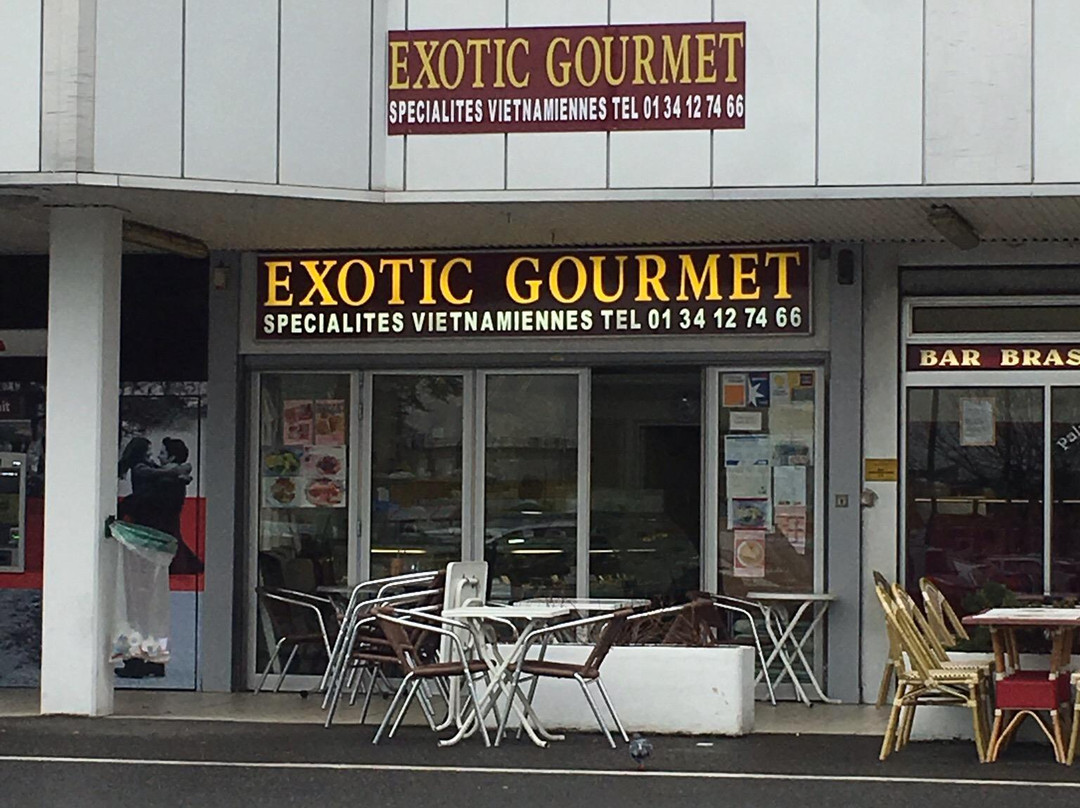 EXOTIC GOURMET
SPECIALITES VIETNAMIENNES TEL 01 34 12 74 66
EXOTIC GOURMET
SPECIALITES VIETNAMIENNES TEL 01 34 12 74 66
BAR BRAS